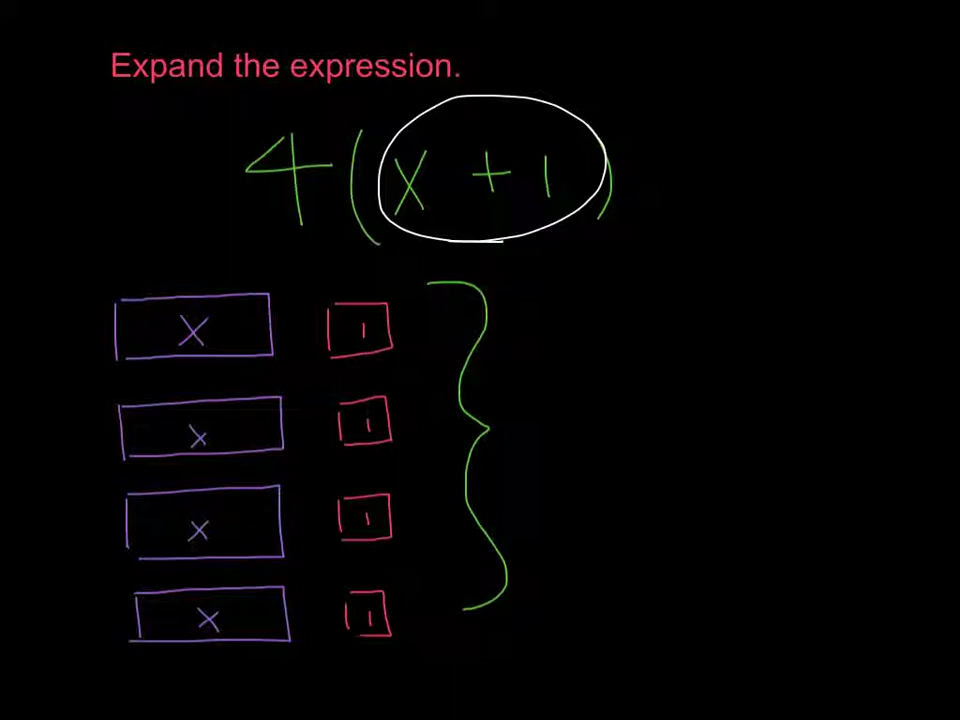 Expand the expression.
4(x + 1)
x 1
x 1
x 1
x 1